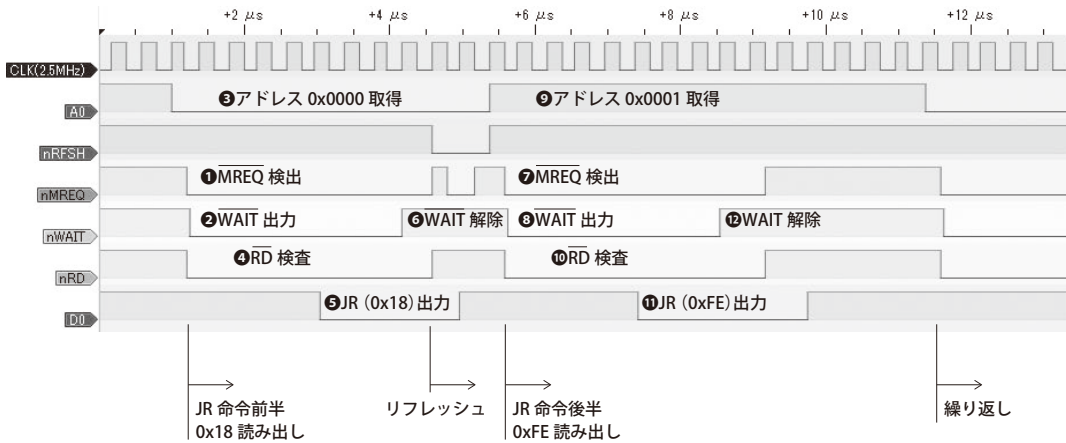 +2 μs +4 μs +6 μs +8 μs +10 μs +12 μs
CLK(2.5MHz)
A0 ❸アドレス 0x0000 取得 ❾アドレス 0x0001 取得
nRFSH
nMREQ ❶MREQ 検出 ❼MREQ 検出
nWAIT ❷WAIT 出力 ❻WAIT 解除 ❽WAIT 出力 ⓬WAIT 解除
nRD ❹RD 検査 ❿RD 検査
D0 ❺JR（0x18）出力 ⓫JR（0xFE）出力
JR 命令前半 リフレッシュ JR 命令後半 繰り返し
0x18 読み出し 0xFE 読み出し